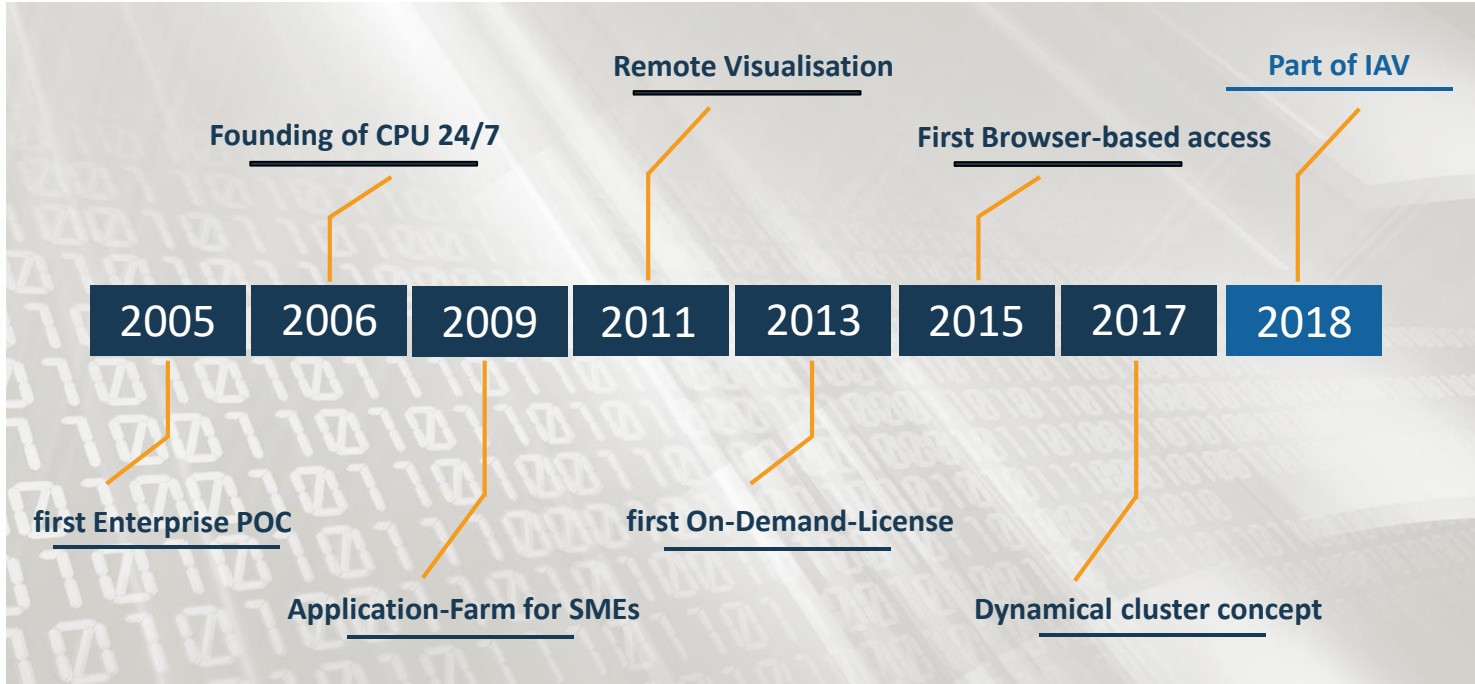 Remote Visualisation
Part of IAV
Founding of CPU 24/7
First Browser-based access
2005
2006
2009
2011
2013
2015
2017
2018
first Enterprise POC
first On-Demand-License
Application-Farm for SMEs
Dynamical cluster concept